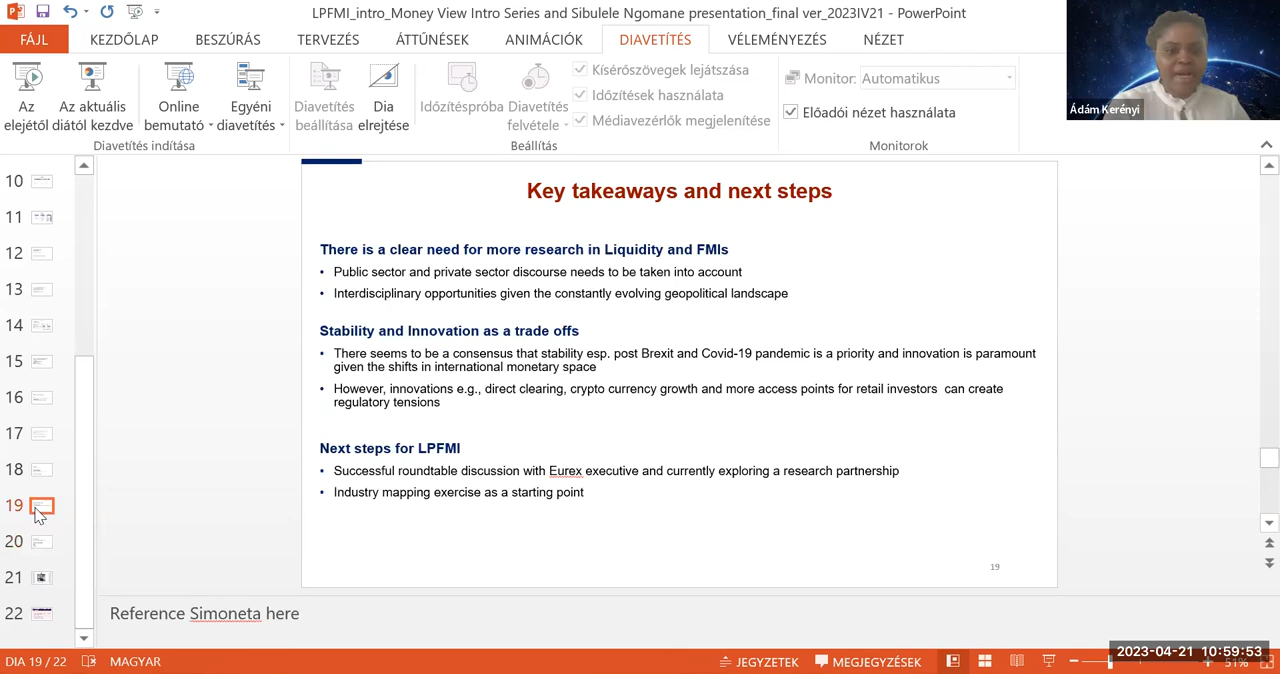 LPFMI_intro_Money View Intro Series and Sibulele Ngomane presentation_final ver_2023IV21 - PowerPoint
FÁJL KEZDŐLAP BESZÚRÁS TERVEZÉS ÁTTŰNÉSEK ANIMÁCIÓK DIAVETÍTÉS VÉLEMÉNYEZÉS NÉZET
Az elejétől
Az aktuális diától kezdve
Online bemutató
Egyéni diavetítés
Diavetítés indítása
Diavetítés beállítása
Dia elrejtése
Időzítéspróba
Diavetítés felvétele
Kísérőszövegek lejátszása
Időzítések használata
Médiavezérlők megjelenítése
Beállítás
Monitor: Automatikus
Előadói nézet használata
Monitorok
Ádám Kerényi
10
11
12
13
14
15
16
17
18
19
20
21
22
Key takeaways and next steps
There is a clear need for more research in Liquidity and FMIs
• Public sector and private sector discourse needs to be taken into account
• Interdisciplinary opportunities given the constantly evolving geopolitical landscape
Stability and Innovation as a trade offs
• There seems to be a consensus that stability esp. post Brexit and Covid-19 pandemic is a priority and innovation is paramount
given the shifts in international monetary space
• However, innovations e.g., direct clearing, crypto currency growth and more access points for retail investors can create
regulatory tensions
Next steps for LPFMI
• Successful roundtable discussion with Eurex executive and currently exploring a research partnership
• Industry mapping exercise as a starting point
19
Reference Simoneta here
DIA 19 / 22 MAGYAR JEGYZETEK MEGJEGYZÉSEK 51%
2023-04-21 10:59:53